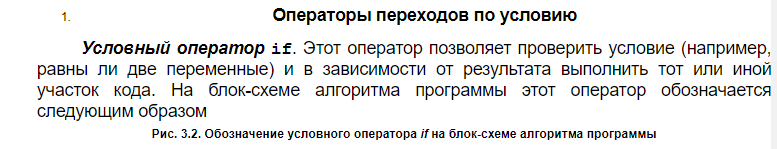 1. Операторы переходов по условию
Условный оператор if. Этот оператор позволяет проверить условие (например,
равны ли две переменные) и в зависимости от результата выполнить тот или иной
участок кода. На блок-схеме алгоритма программы этот оператор обозначается
следующим образом
Рис. 3.2. Обозначение условного оператора if на блок-схеме алгоритма программы